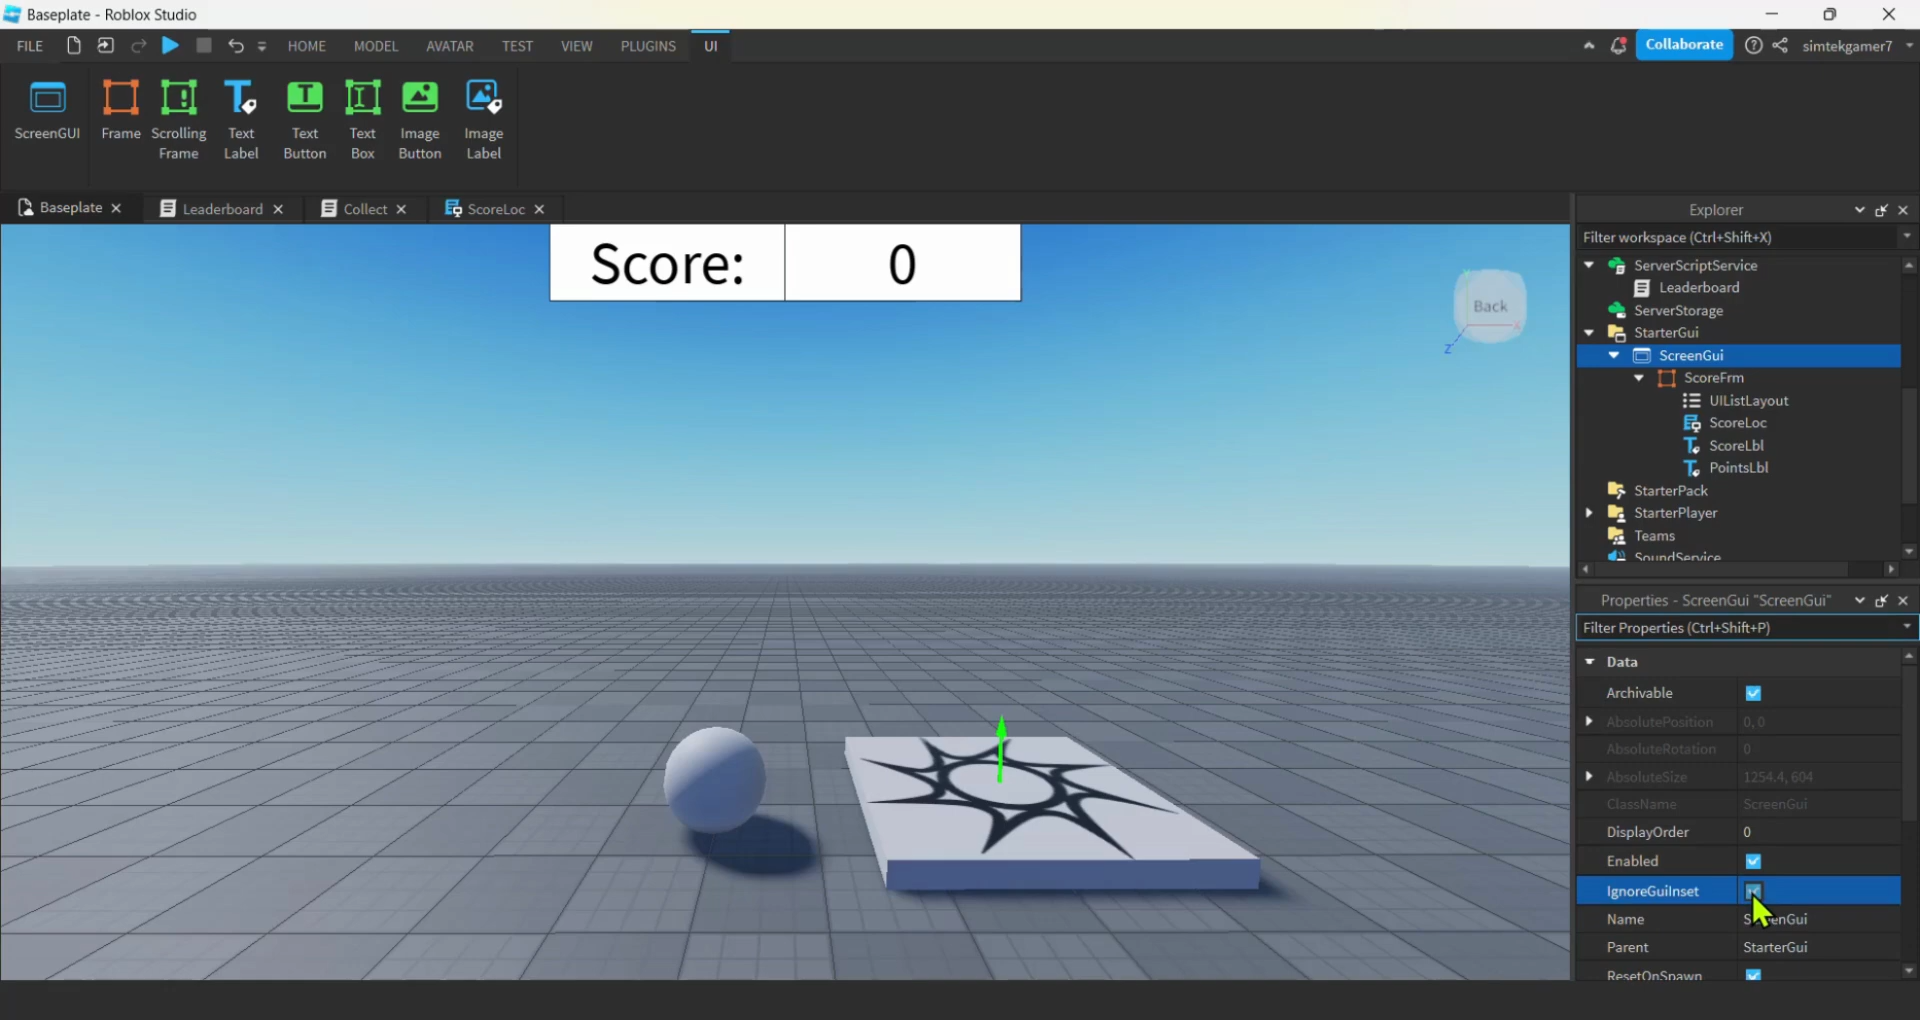 Baseplate - Roblox Studio
FILE HOME MODEL AVATAR TEST VIEW PLUGINS UI
Collaborate simtekgamer7
ScreenGUI
Frame
Scrolling
Frame
Text
Label
Text
Button
Text
Box
Image
Button
Image
Label
Baseplate
Leaderboard
Collect
ScoreLoc
Score: 0
Back
X
Z
Explorer
Filter workspace (Ctrl+Shift+X)
ServerScriptService
Leaderboard
ServerStorage
StarterGui
ScreenGui
ScoreFrm
UIListLayout
ScoreLoc
ScoreLbl
PointsLbl
StarterPack
StarterPlayer
Teams
SoundService
Properties - ScreenGui "ScreenGui"
Filter Properties (Ctrl+Shift+P)
Data
Archivable
AbsolutePosition 0, 0
AbsoluteRotation 0
AbsoluteSize 1254.4, 604
ClassName ScreenGui
DisplayOrder 0
Enabled
IgnoreGuiInset
Name ScreenGui
Parent StarterGui
ResetOnSpawn